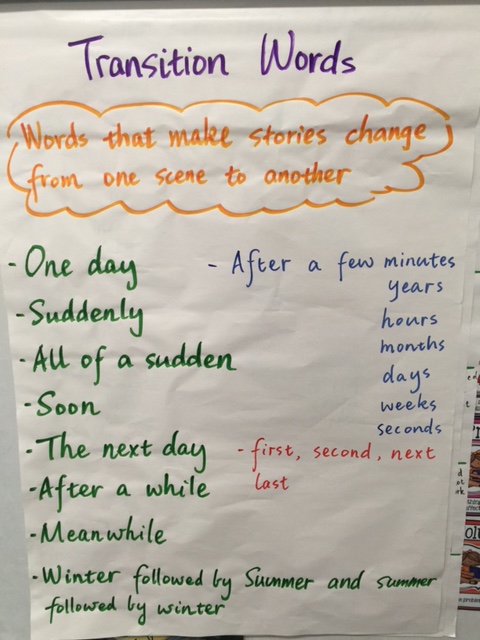 Transition Words
Words that make stories change
from one scene to another
- One day
- Suddenly
- All of a sudden
- Soon
- The next day
- After a while
- Meanwhile
- Winter followed by Summer and summer
followed by winter
- After a few minutes
years
hours
months
days
weeks
seconds
- first, second, next
last